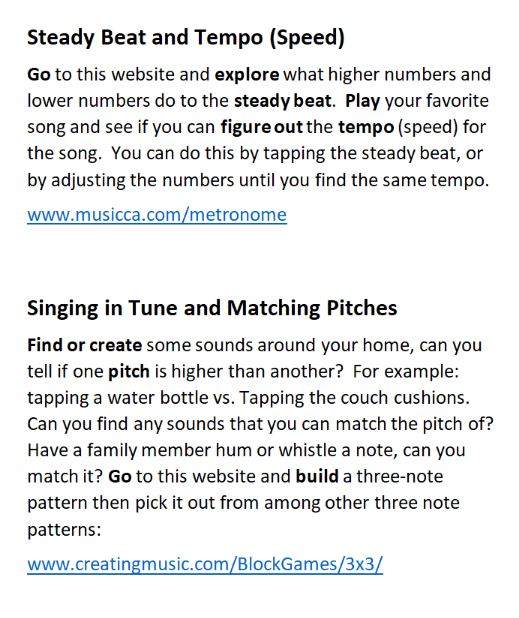 Steady Beat and Tempo (Speed)
Go to this website and explore what higher numbers and
lower numbers do to the steady beat.  Play your favorite
song and see if you can figure out the tempo (speed) for
the song.  You can do this by tapping the steady beat, or
by adjusting the numbers until you find the same tempo.
www.musicca.com/metronome
Singing in Tune and Matching Pitches
Find or create some sounds around your home, can you
tell if one pitch is higher than another?  For example:
tapping a water bottle vs. Tapping the couch cushions.
Can you find any sounds that you can match the pitch of?
Have a family member hum or whistle a note, can you
match it? Go to this website and build a three-note
pattern then pick it out from among other three note
patterns:
www.creatingmusic.com/BlockGames/3x3/